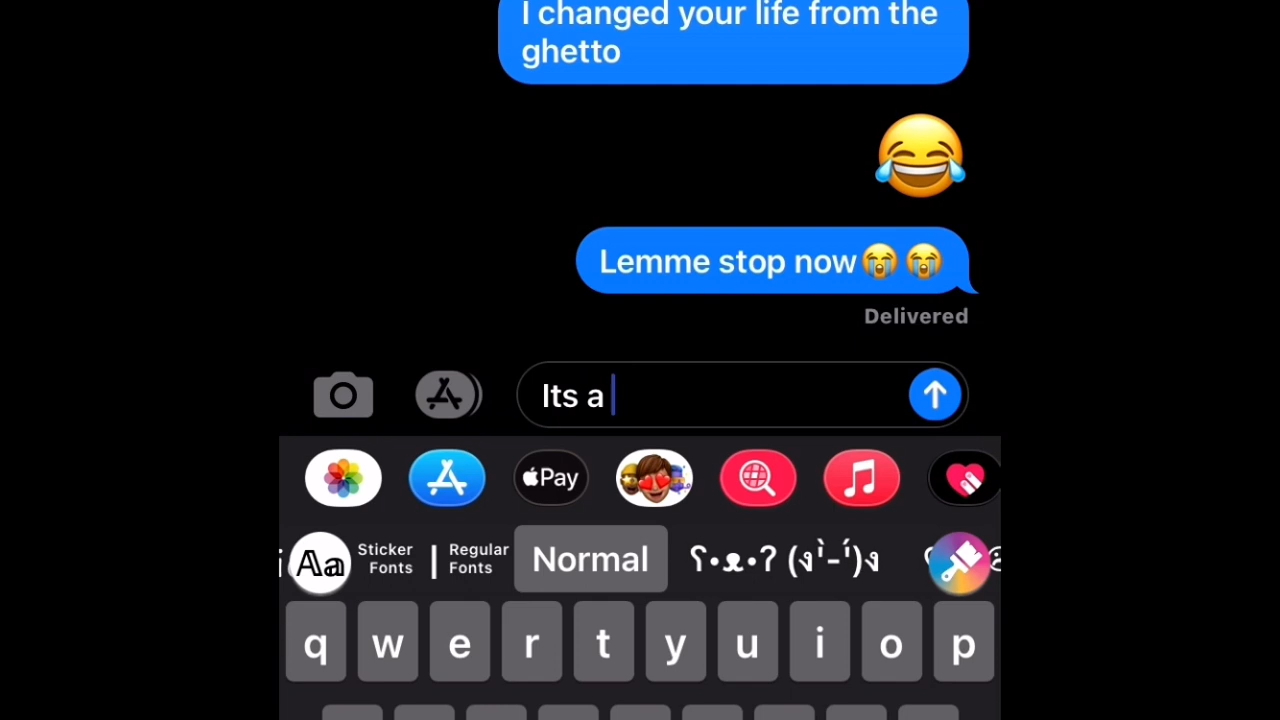 I changed your life from the
ghetto
😂
Lemme stop now😭😭
Delivered
Its a
Pay
Aa
Sticker
Fonts
Regular
Fonts
Normal
ʕ•ᴥ•ʔ (ง'̀-'́)ง
q w e r t y u i o p